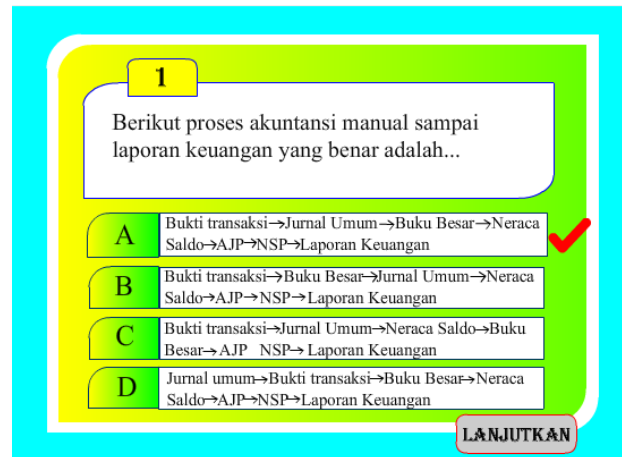 1
Berikut proses akuntansi manual sampai
laporan keuangan yang benar adalah...
A
Bukti transaksi→Jurnal Umum→Buku Besar→Neraca
Saldo→AJP→NSP→Laporan Keuangan
B
Bukti transaksi→Buku Besar→Jurnal Umum→Neraca
Saldo→AJP→NSP→Laporan Keuangan
C
Bukti transaksi→Jurnal Umum→Neraca Saldo→Buku
Besar→AJP NSP→Laporan Keuangan
D
Jurnal umum→Bukti transaksi→Buku Besar→Neraca
Saldo→AJP→NSP→Laporan Keuangan
LANJUTKAN